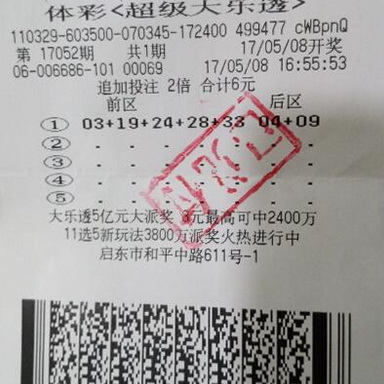 体彩<超级大乐透>
110329-603500-070345-172400 499477 cWBpnQ
第 17052期 共1期 17/05/08开奖
06-006686-101 00069 17/05/08 16:55:53
追加投注 2倍 合计6元
前区 后区
① 03+19+24+28+33 04+09
② - - - - - - -
③ - - - - - - -
④ - - - - - - -
⑤ - - - - - - -
大乐透5亿元大派奖 3元最高可中2400万
11选5新玩法3800万派奖火热进行中
启东市和平中路611号-1